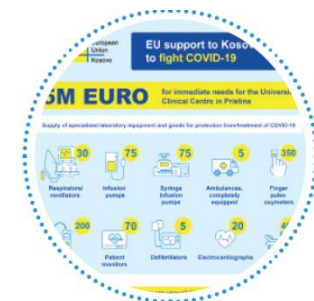 European
Union
Kosovo
EU support to
to fight COVID-19
5M EURO
for immediate needs for the
Clinical Centre in Pristina
Supply of specialised laboratory equipment and goods for protection from/treatment of COVID-19
30
75
75
5
350
Respirators/
ventilators
Infusion
pumps
Syringe
infusion
pumps
Ambulances,
completely
equipped
Finger
pulse
oxymeters
200
70
5
20
Patient
monitors
Defibrillators
Electrocardiographs